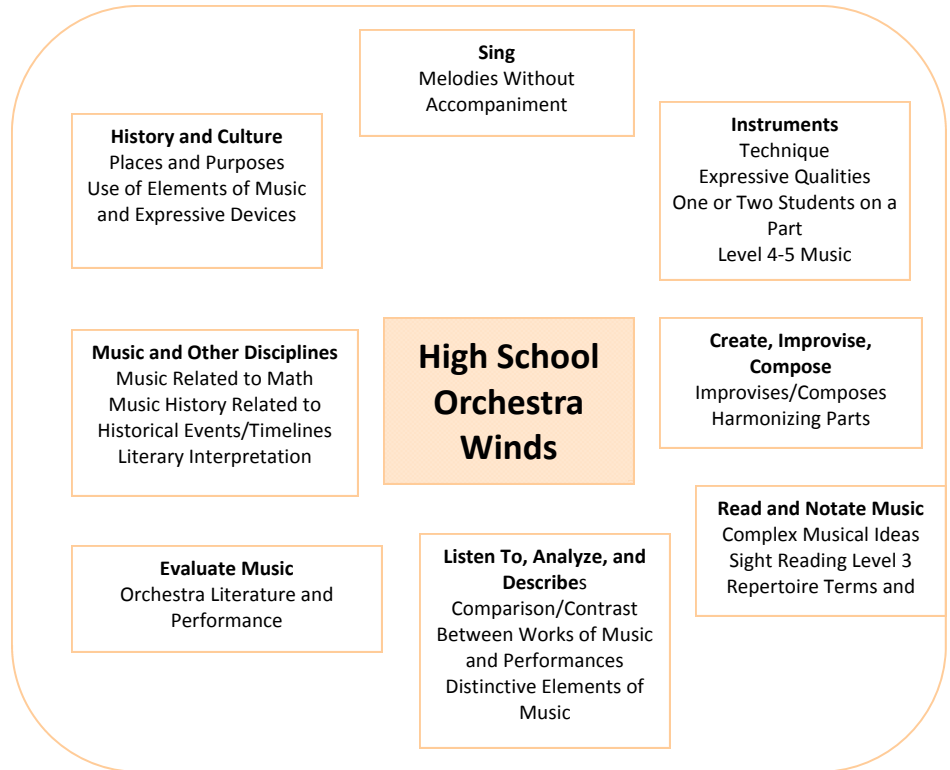 Sing
Melodies Without
Accompaniment
History and Culture
Places and Purposes
Use of Elements of Music
and Expressive Devices
Instruments
Technique
Expressive Qualities
One or Two Students on a
Part
Level 4-5 Music
Music and Other Disciplines
Music Related to Math
Music History Related to
Historical Events/Timelines
Literary Interpretation
High School
Orchestra
Winds
Create, Improvise,
Compose
Improvises/Composes
Harmonizing Parts
Read and Notate Music
Complex Musical Ideas
Sight Reading Level 3
Repertoire Terms and
Evaluate Music
Orchestra Literature and
Performance
Listen To, Analyze, and
Describes
Comparison/Contrast
Between Works of Music
and Performances
Distinctive Elements of
Music